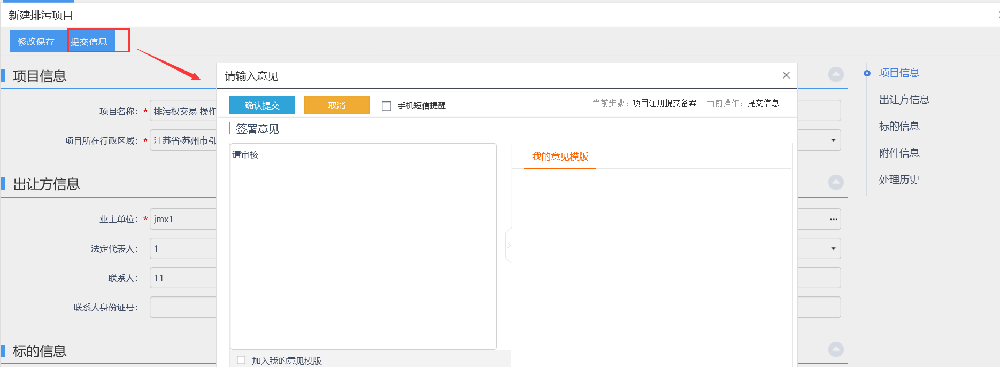 新建排污项目
修改保存
提交信息
项目信息
项目名称：*
排污权交易 操作
项目所在行政区域：*
江苏省·苏州市·张
出让方信息
业主单位：*
jmx1
法定代表人：
1
联系人：
11
联系人身份证号：
标的信息
请输入意见
确认提交
取消
手机短信提醒
当前步骤：项目注册提交备案 当前操作：提交信息
签署意见
请审核
我的意见模版
加入我的意见模版
项目信息
出让方信息
标的信息
附件信息
处理历史